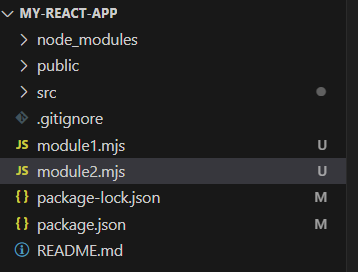 MY-REACT-APP
node_modules
public
src
.gitignore
JS module1.mjs U
JS module2.mjs U
{} package-lock.json M
{} package.json M
README.md